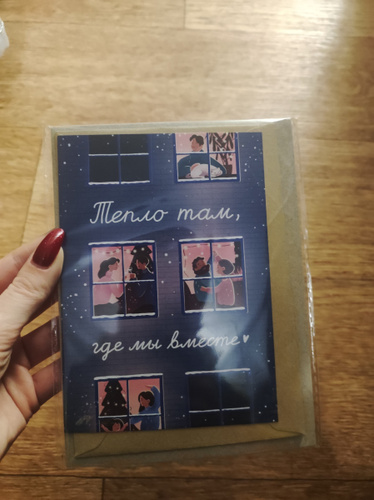 Тепло там,
где мы вместе